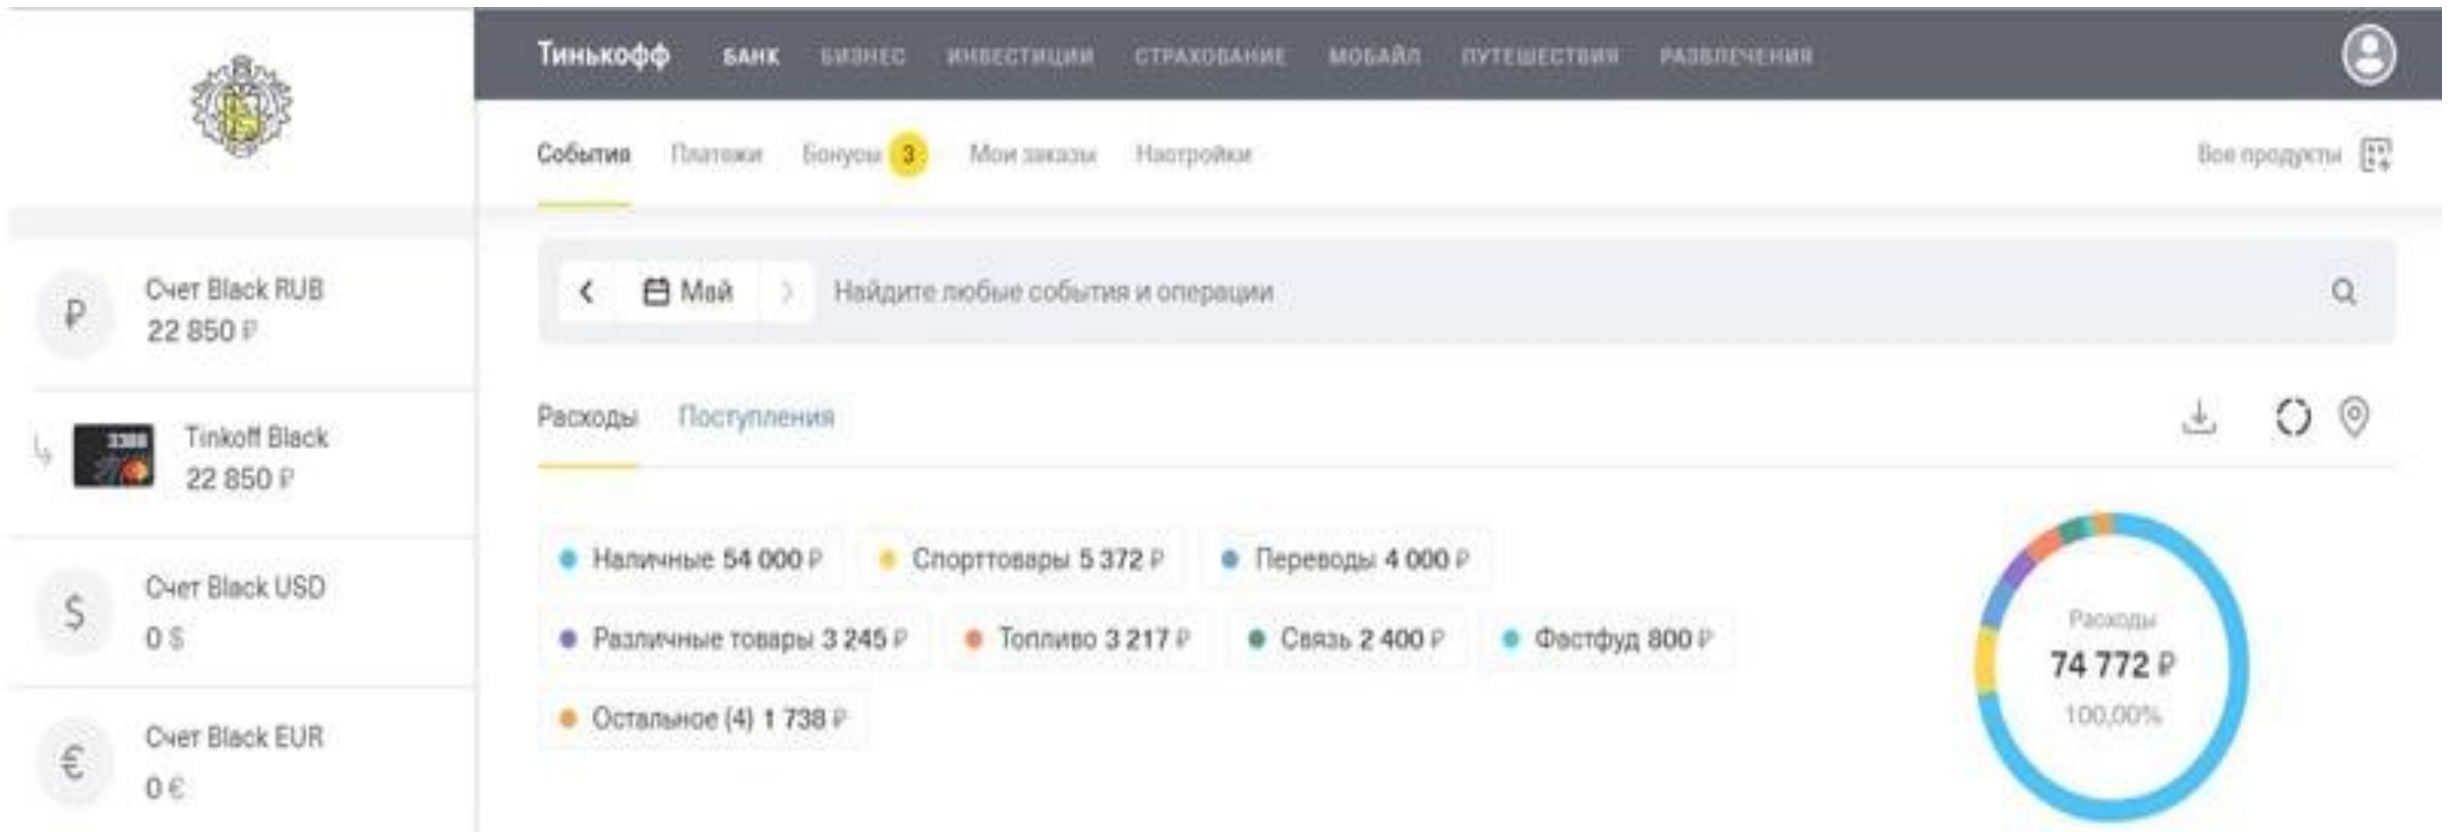 Тинькофф БАНК БИЗНЕС ИНВЕСТИЦИИ СТРАХОВАНИЕ МОБАЙЛ ПУТЕШЕСТВИЯ РАЗВЛЕЧЕНИЯ
События Платежи Бонусы 3 Мои заказы Настройки Все продукты
Счет Black RUB
22 850 ₽
Tinkoff Black
22 850 ₽
Счет Black USD
0 $
Счет Black EUR
0 €
Май Найдите любые события и операции
Расходы Поступления
Наличные 54 000 ₽ Спорттовары 5 372 ₽ Переводы 4 000 ₽
Различные товары 3 245 ₽ Топливо 3 217 ₽ Связь 2 400 ₽ Фастфуд 800 ₽
Остальное (4) 1 738 ₽
Расходы
74 772 ₽
100,00%